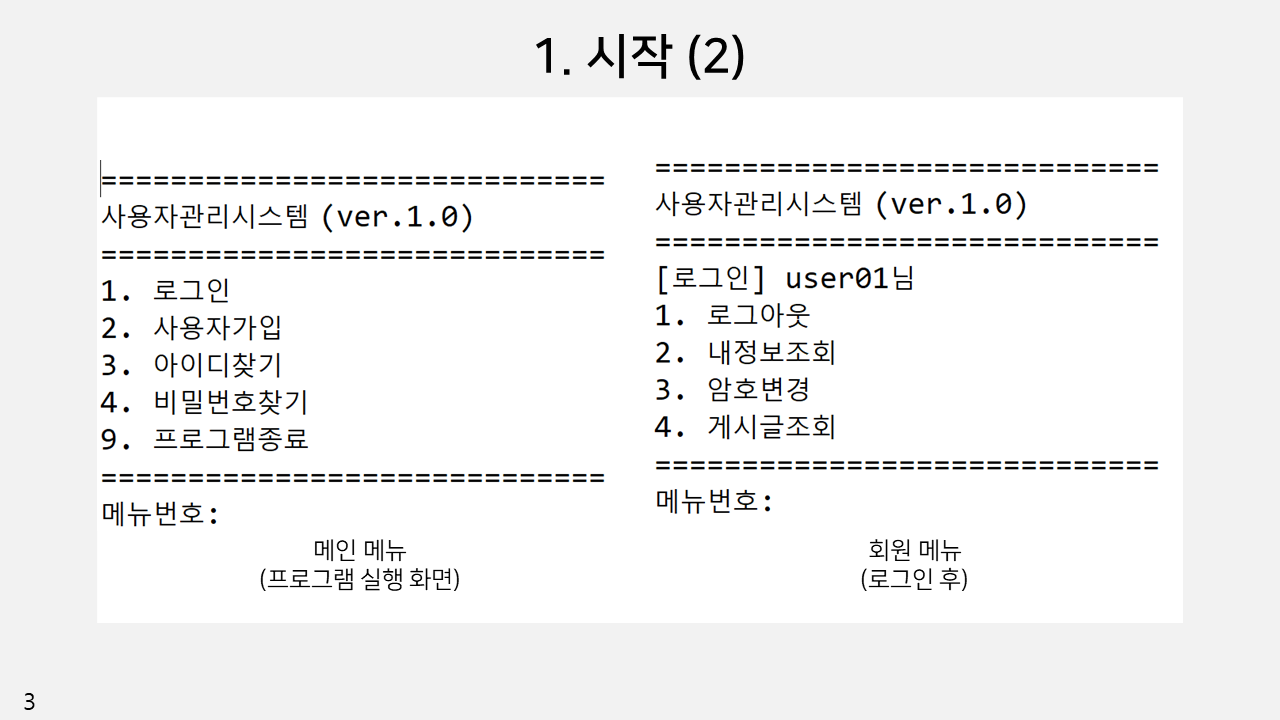 1. 시작 (2)
=============================
사용자관리시스템 (ver.1.0)
=============================
1. 로그인
2. 사용자가입
3. 아이디찾기
4. 비밀번호찾기
9. 프로그램종료
=============================
메뉴번호:
메인 메뉴
(프로그램 실행 화면)
=============================
사용자관리시스템 (ver.1.0)
=============================
[로그인] user01님
1. 로그아웃
2. 내정보조회
3. 암호변경
4. 게시글조회
=============================
메뉴번호:
회원 메뉴
(로그인 후)
3